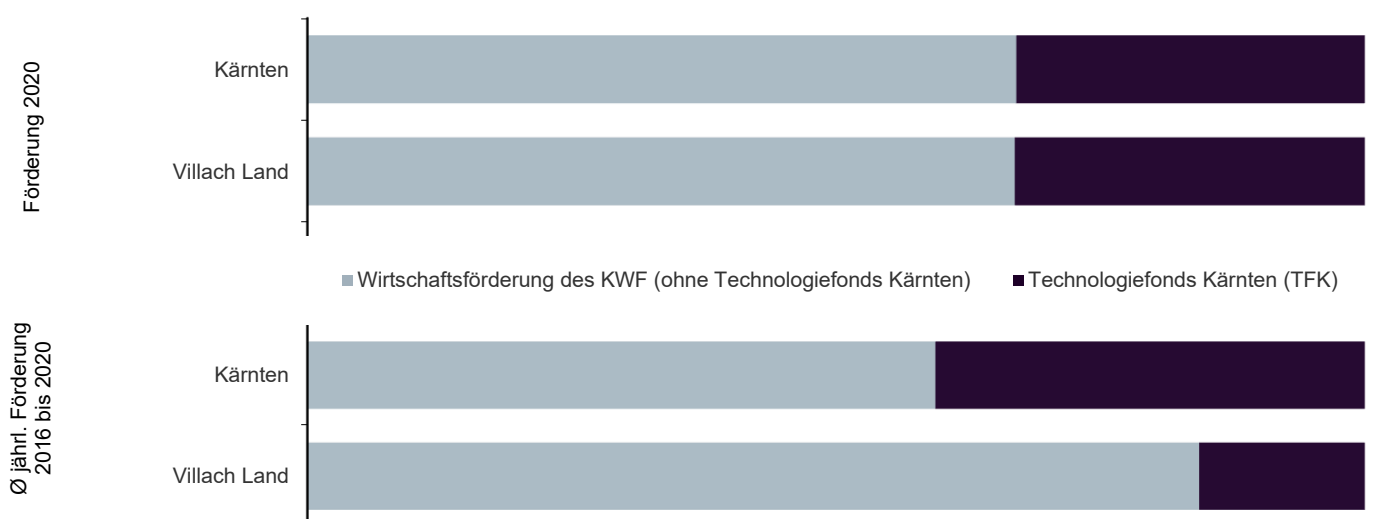 Förderung 2020
Kärnten
Villach Land
Wirtschaftsförderung des KWF (ohne Technologiefonds Kärnten)
Technologiefonds Kärnten (TFK)
Ø jährl. Förderung
2016 bis 2020
Kärnten
Villach Land